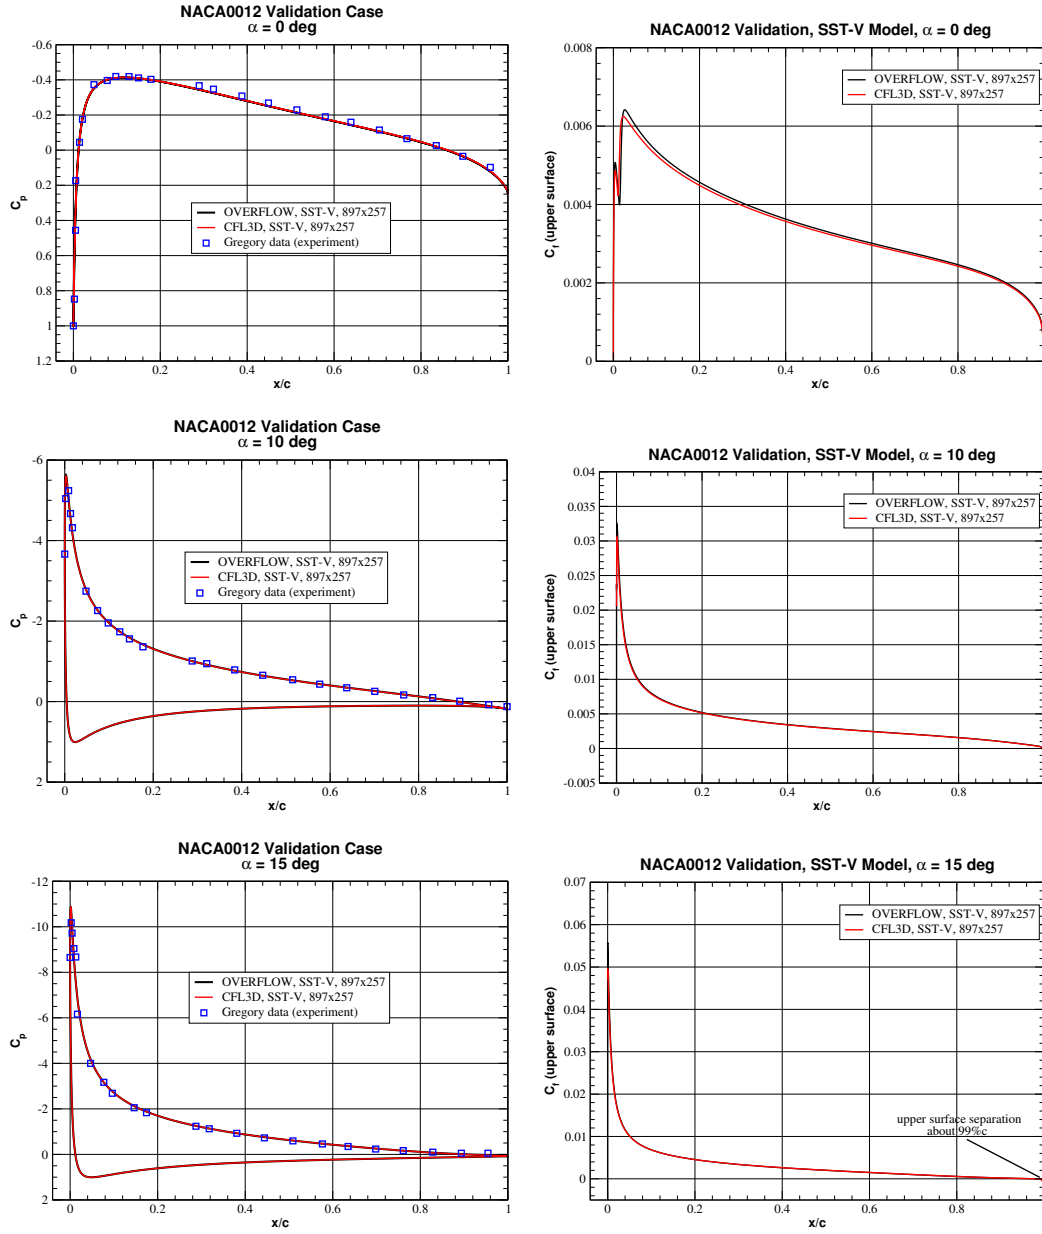 NACA0012 Validation Case
α = 0 deg
-0.6
-0.4
-0.2
0
0.2
0.4
0.6
0.8
1
1.2
Cp
OVERFLOW, SST-V, 897x257
CFL3D, SST-V, 897x257
Gregory data (experiment)
0
0.2
0.4
0.6
0.8
1
x/c
NACA0012 Validation, SST-V Model, α = 0 deg
0.008
0.006
0.004
0.002
0
Cf (upper surface)
OVERFLOW, SST-V, 897x257
CFL3D, SST-V, 897x257
0
0.2
0.4
0.6
0.8
x/c
NACA0012 Validation Case
α = 10 deg
-6
-4
-2
0
2
Cp
OVERFLOW, SST-V, 897x257
CFL3D, SST-V, 897x257
Gregory data (experiment)
0
0.2
0.4
0.6
0.8
1
x/c
NACA0012 Validation, SST-V Model, α = 10 deg
0.04
0.035
0.03
0.025
0.02
0.015
0.01
0.005
0
-0.005
Cf (upper surface)
OVERFLOW, SST-V, 897x257
CFL3D, SST-V, 897x257
0
0.2
0.4
0.6
0.8
x/c
NACA0012 Validation Case
α = 15 deg
-12
-10
-8
-6
-4
-2
0
2
Cp
OVERFLOW, SST-V, 897x257
CFL3D, SST-V, 897x257
Gregory data (experiment)
0
0.2
0.4
0.6
0.8
1
x/c
NACA0012 Validation, SST-V Model, α = 15 deg
0.07
0.06
0.05
0.04
0.03
0.02
0.01
0
Cf (upper surface)
OVERFLOW, SST-V, 897x257
CFL3D, SST-V, 897x257
upper surface separation
about 99%c
0
0.2
0.4
0.6
0.8
x/c